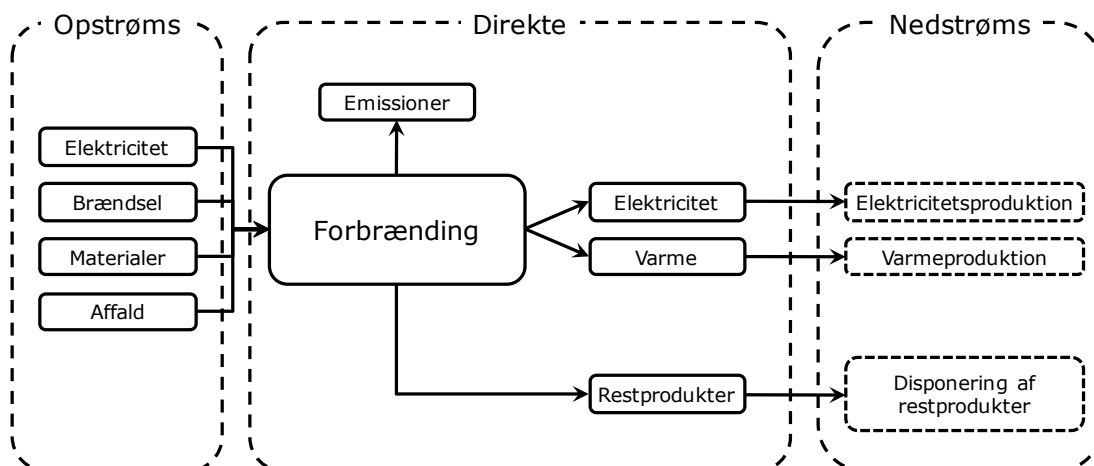 Opstrøms
Direkte
Nedstrøms
Emissioner
Elektricitet
Brændsel
Materialer
Affald
Forbrænding
Elektricitet
Varme
Restprodukter
Elektricitetsproduktion
Varmeproduktion
Disponering af
restprodukter